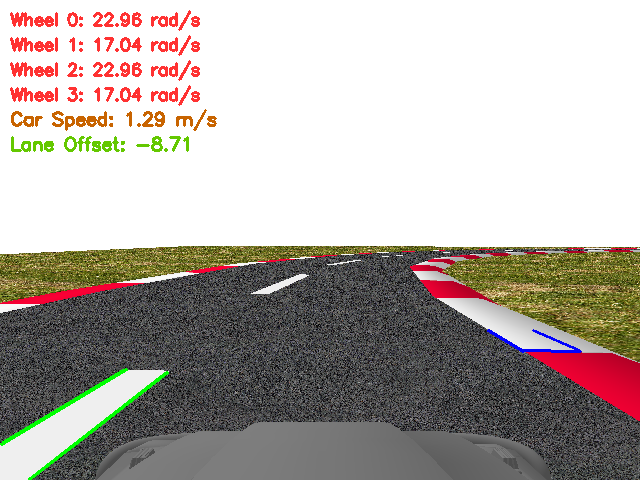 Wheel 0: 22.96 rad/s
Wheel 1: 17.04 rad/s
Wheel 2: 22.96 rad/s
Wheel 3: 17.04 rad/s
Car Speed: 1.29 m/s
Lane Offset: -8.71